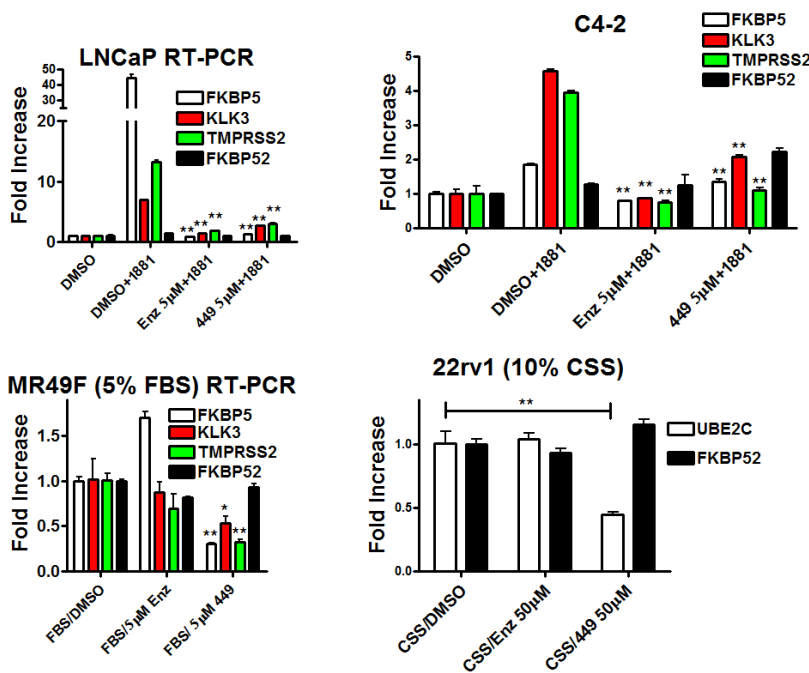 LNCaP RT-PCR
Fold Increase
50
40
30
20
10
0
FKBP5
KLK3
TMPRSS2
FKBP52
** ** **
** ** **
DMSO
DMSO+1881
Enz 5µM+1881
449 5µM+1881
C4-2
Fold Increase
5
4
3
2
1
0
FKBP5
KLK3
TMPRSS2
FKBP52
** ** **
** ** **
DMSO
DMSO+1881
Enz 5µM+1881
449 5µM+1881
MR49F (5% FBS) RT-PCR
Fold Increase
1.5
1.0
0.5
0.0
FKBP5
KLK3
TMPRSS2
FKBP52
** * **
FBS/DMSO
FBS/5µM Enz
FBS/ 5µM 449
22rv1 (10% CSS)
Fold Increase
1.0
0.5
0.0
**
UBE2C
FKBP52
CSS/DMSO
CSS/Enz 50µM
CSS/449 50µM